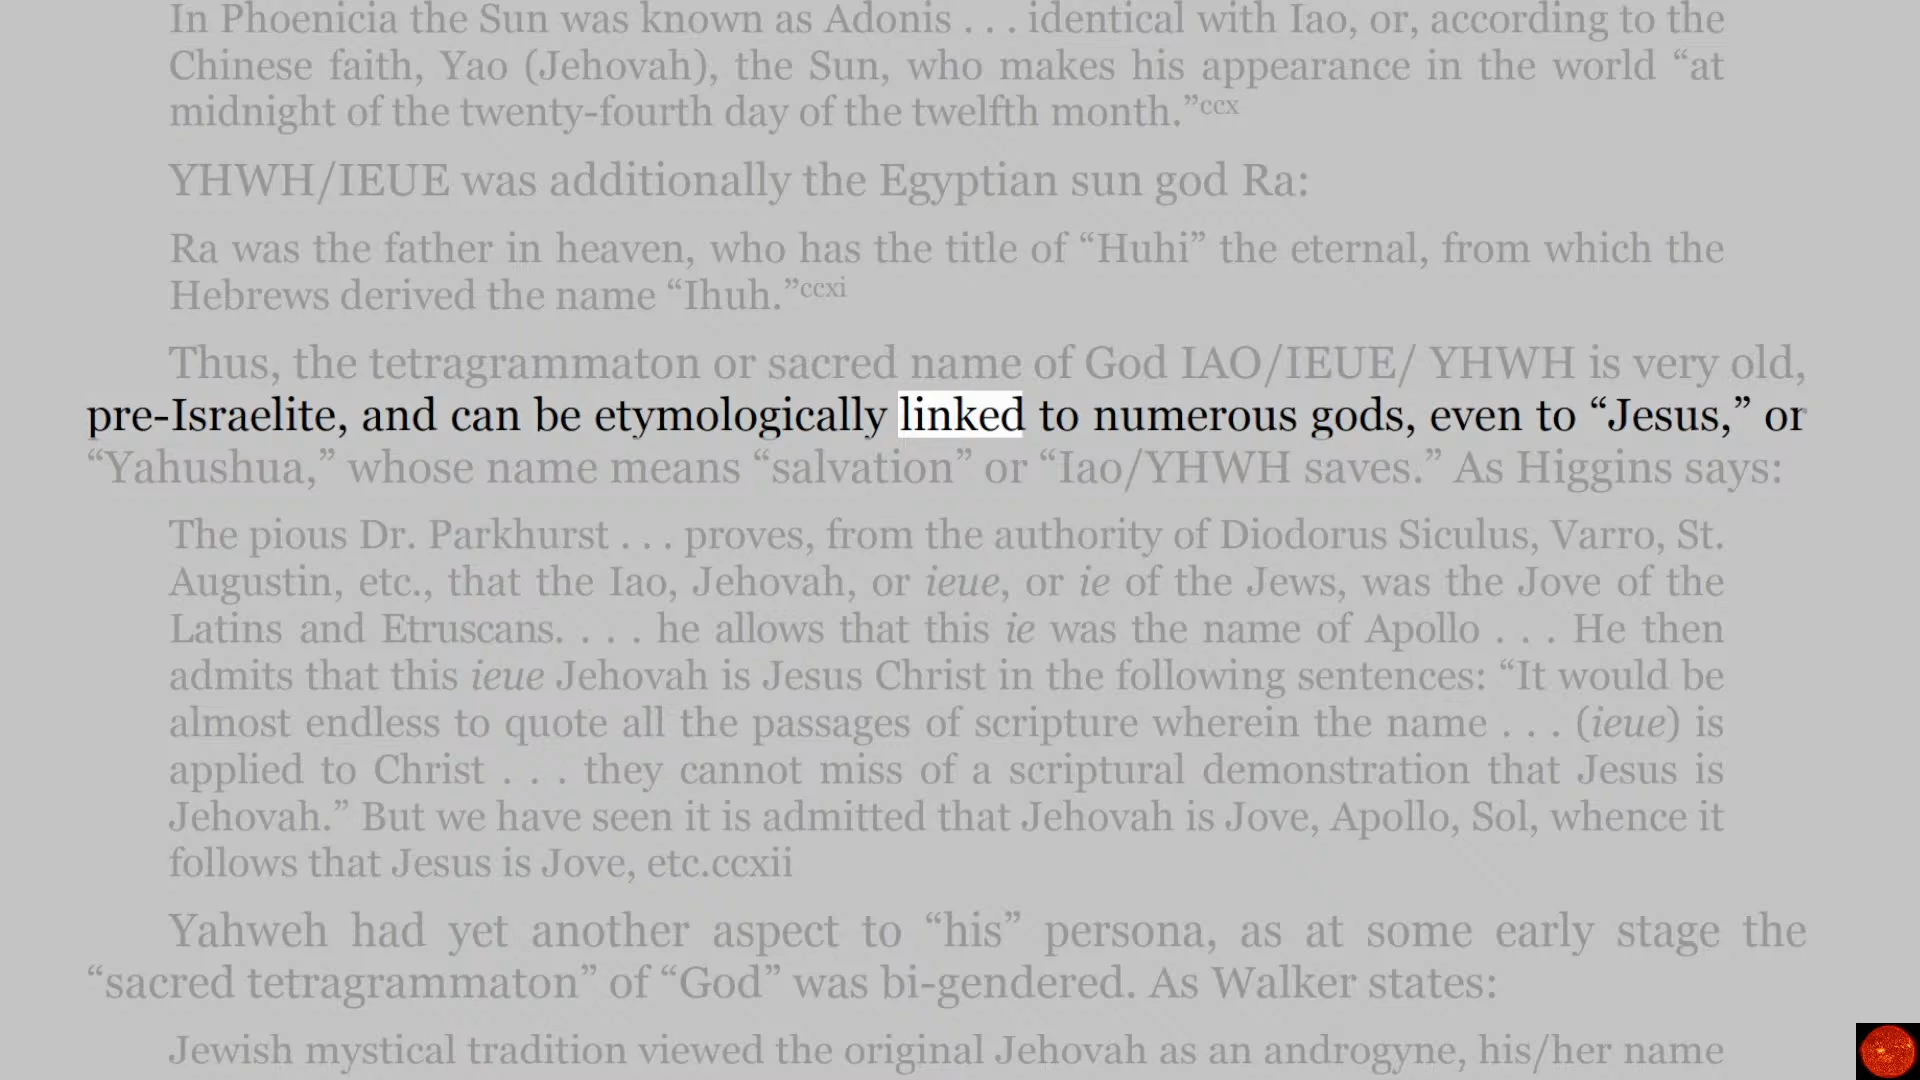 In Phoenicia the Sun was known as Adonis . . . identical with Iao, or, according to the
Chinese faith, Yao (Jehovah), the Sun, who makes his appearance in the world “at
midnight of the twenty-fourth day of the twelfth month.”ccx
YHWH/IEUE was additionally the Egyptian sun god Ra:
Ra was the father in heaven, who has the title of “Huhi” the eternal, from which the
Hebrews derived the name “Ihuh.”ccxi
Thus, the tetragrammaton or sacred name of God IAO/IEUE/ YHWH is very old,
pre-Israelite, and can be etymologically linked to numerous gods, even to “Jesus,” or
“Yahushua,” whose name means “salvation” or “Iao/YHWH saves.” As Higgins says:
The pious Dr. Parkhurst . . . proves, from the authority of Diodorus Siculus, Varro, St.
Augustin, etc., that the Iao, Jehovah, or ieue, or ie of the Jews, was the Jove of the
Latins and Etruscans. . . . he allows that this ie was the name of Apollo . . . He then
admits that this ieue Jehovah is Jesus Christ in the following sentences: “It would be
almost endless to quote all the passages of scripture wherein the name . . . (ieue) is
applied to Christ . . . they cannot miss of a scriptural demonstration that Jesus is
Jehovah.” But we have seen it is admitted that Jehovah is Jove, Apollo, Sol, whence it
follows that Jesus is Jove, etc.ccxii
Yahweh had yet another aspect to “his” persona, as at some early stage the
“sacred tetragrammaton” of “God” was bi-gendered. As Walker states:
Jewish mystical tradition viewed the original Jehovah as an androgyne, his/her name